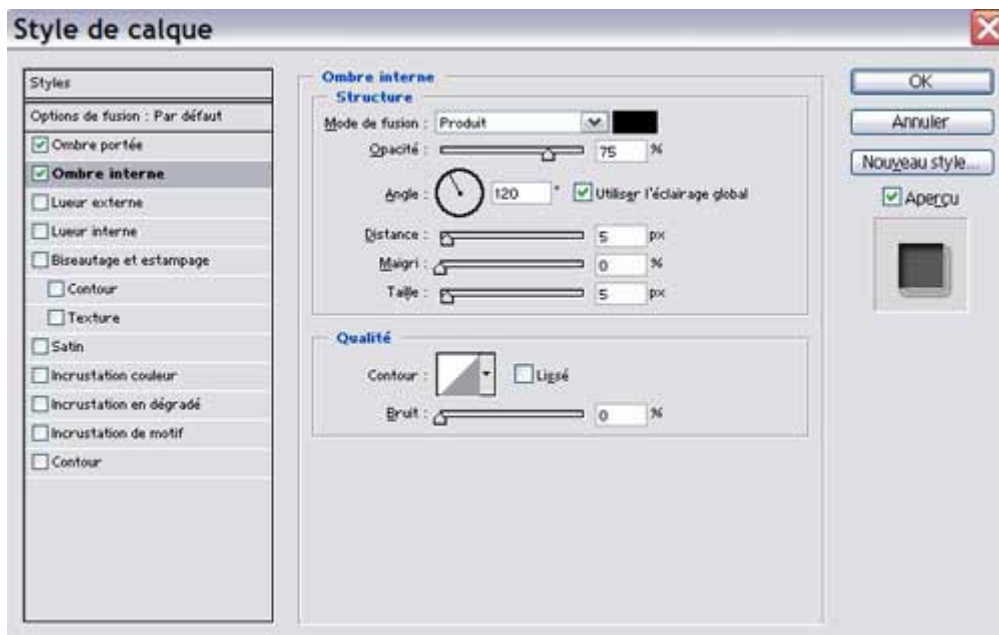 Style de calque
Styles
Options de fusion : Par défaut
Ombre portée
Ombre interne
Lueur externe
Lueur interne
Biseautage et estampage
Contour
Texture
Satin
Incrustation couleur
Incrustation en dégradé
Incrustation de motif
Contour
Ombre interne
Structure
Mode de fusion : Produit
Opacité : 75 %
Angle : 120 ° Utiliser l'éclairage global
Distance : 5 px
Maigri : 0 %
Taille : 5 px
Qualité
Contour : Lissé
Bruit : 0 %
OK
Annuler
Nouveau style...
Aperçu